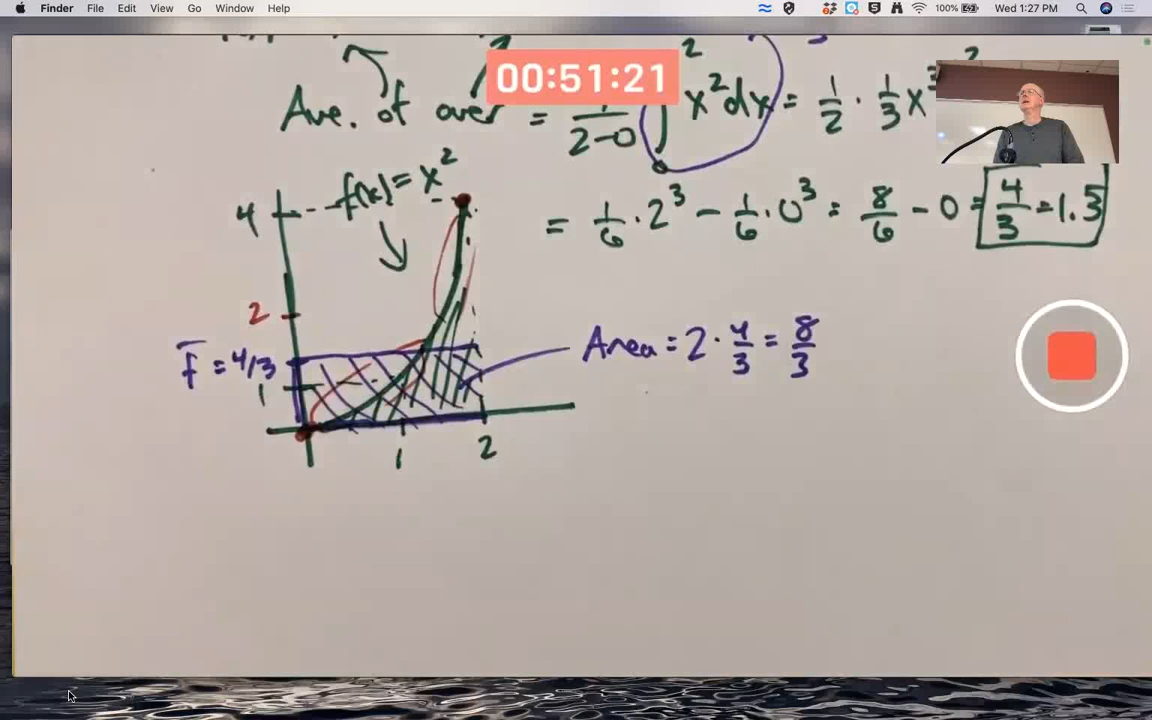 Finder File Edit View Go Window Help 100% Wed 1:27 PM
00:51:21
2
Ave. of over = 1/(2-0) ∫ x²dx = 1/2 · 1/3 x³
f(x) = x²
= 1/6 · 2³ - 1/6 · 0³ = 8/6 - 0 = 4/3 = 1.3
4
2
f̄ = 4/3
Area = 2 · 4/3 = 8/3
1
1
2